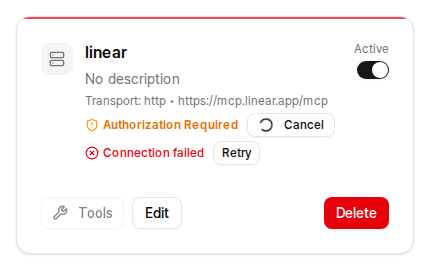 linear
Active
No description
Transport: http • https://mcp.linear.app/mcp
Authorization Required Cancel
Connection failed Retry
Tools Edit Delete